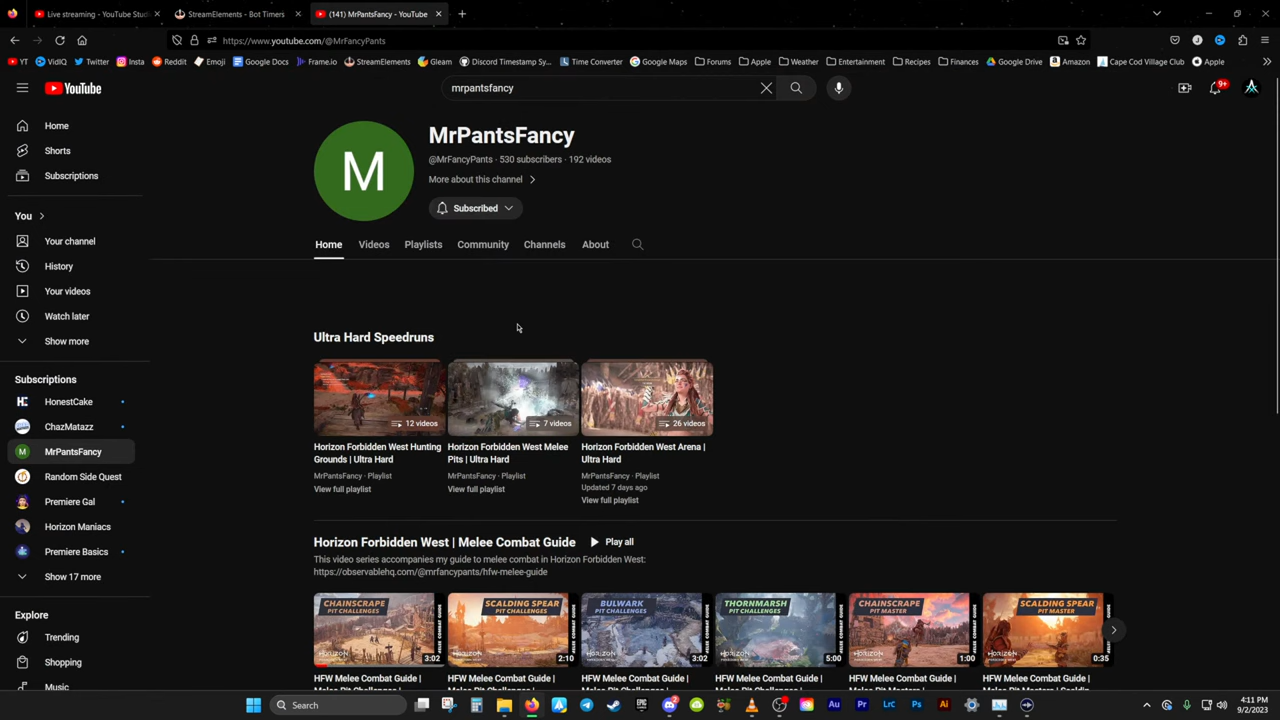 Live streaming - YouTube Stud
StreamElements - Bot Timers
(141) MrPantsFancy - YouTube
https://www.youtube.com/@MrFancyPants
YT VidIQ Twitter Insta Reddit Emoji Google Docs Frame.io StreamElements Gleam Discord Timestamp Sy... Time Converter Google Maps Forums Apple Weather Entertainment Recipes Finances Google Drive Amazon Cape Cod Village Club Apple
YouTube
mrpantsfancy
9+
Home
Shorts
Subscriptions
You
Your channel
History
Your videos
Watch later
Show more
Subscriptions
HonestCake
ChazMatazz
MrPantsFancy
Random Side Quest
Premiere Gal
Horizon Maniacs
Premiere Basics
Show 17 more
Explore
Trending
Shopping
Music
M
MrPantsFancy
@MrFancyPants · 530 subscribers · 192 videos
More about this channel
Subscribed
Home Videos Playlists Community Channels About
Ultra Hard Speedruns
12 videos
Horizon Forbidden West Hunting
Grounds | Ultra Hard
MrPantsFancy · Playlist
View full playlist
7 videos
Horizon Forbidden West Melee
Pits | Ultra Hard
MrPantsFancy · Playlist
View full playlist
26 videos
Horizon Forbidden West Arena |
Ultra Hard
MrPantsFancy · Playlist
Updated 7 days ago
View full playlist
Horizon Forbidden West | Melee Combat Guide Play all
This video series accompanies my guide to melee combat in Horizon Forbidden West:
https://observablehq.com/@mrfancypants/hfw-melee-guide
CHAINSCRAPE
PIT CHALLENGES
3:02
SCALDING SPEAR
PIT CHALLENGES
2:10
BULWARK
PIT CHALLENGES
3:02
THORNMARSH
PIT CHALLENGES
5:00
CHAINSCRAPE
PIT MASTER
1:00
SCALDING SPEAR
PIT MASTER
0:35
HFW Melee Combat Guide |
HFW Melee Combat Guide |
HFW Melee Combat Guide |
HFW Melee Combat Guide |
HFW Melee Combat Guide |
HFW Melee Combat Guide |
Search
4:11 PM
9/2/2023